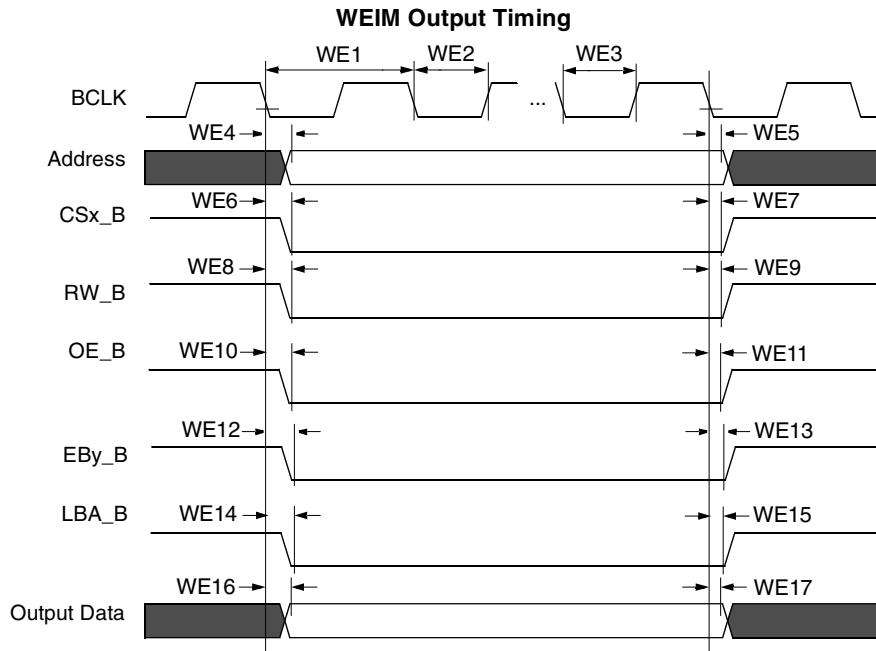 WEIM Output Timing
WE1 WE2 WE3
BCLK ...
WE4 WE5
Address
WE6 WE7
CSx_B
WE8 WE9
RW_B
WE10 WE11
OE_B
WE12 WE13
EBy_B
WE14 WE15
LBA_B
WE16 WE17
Output Data